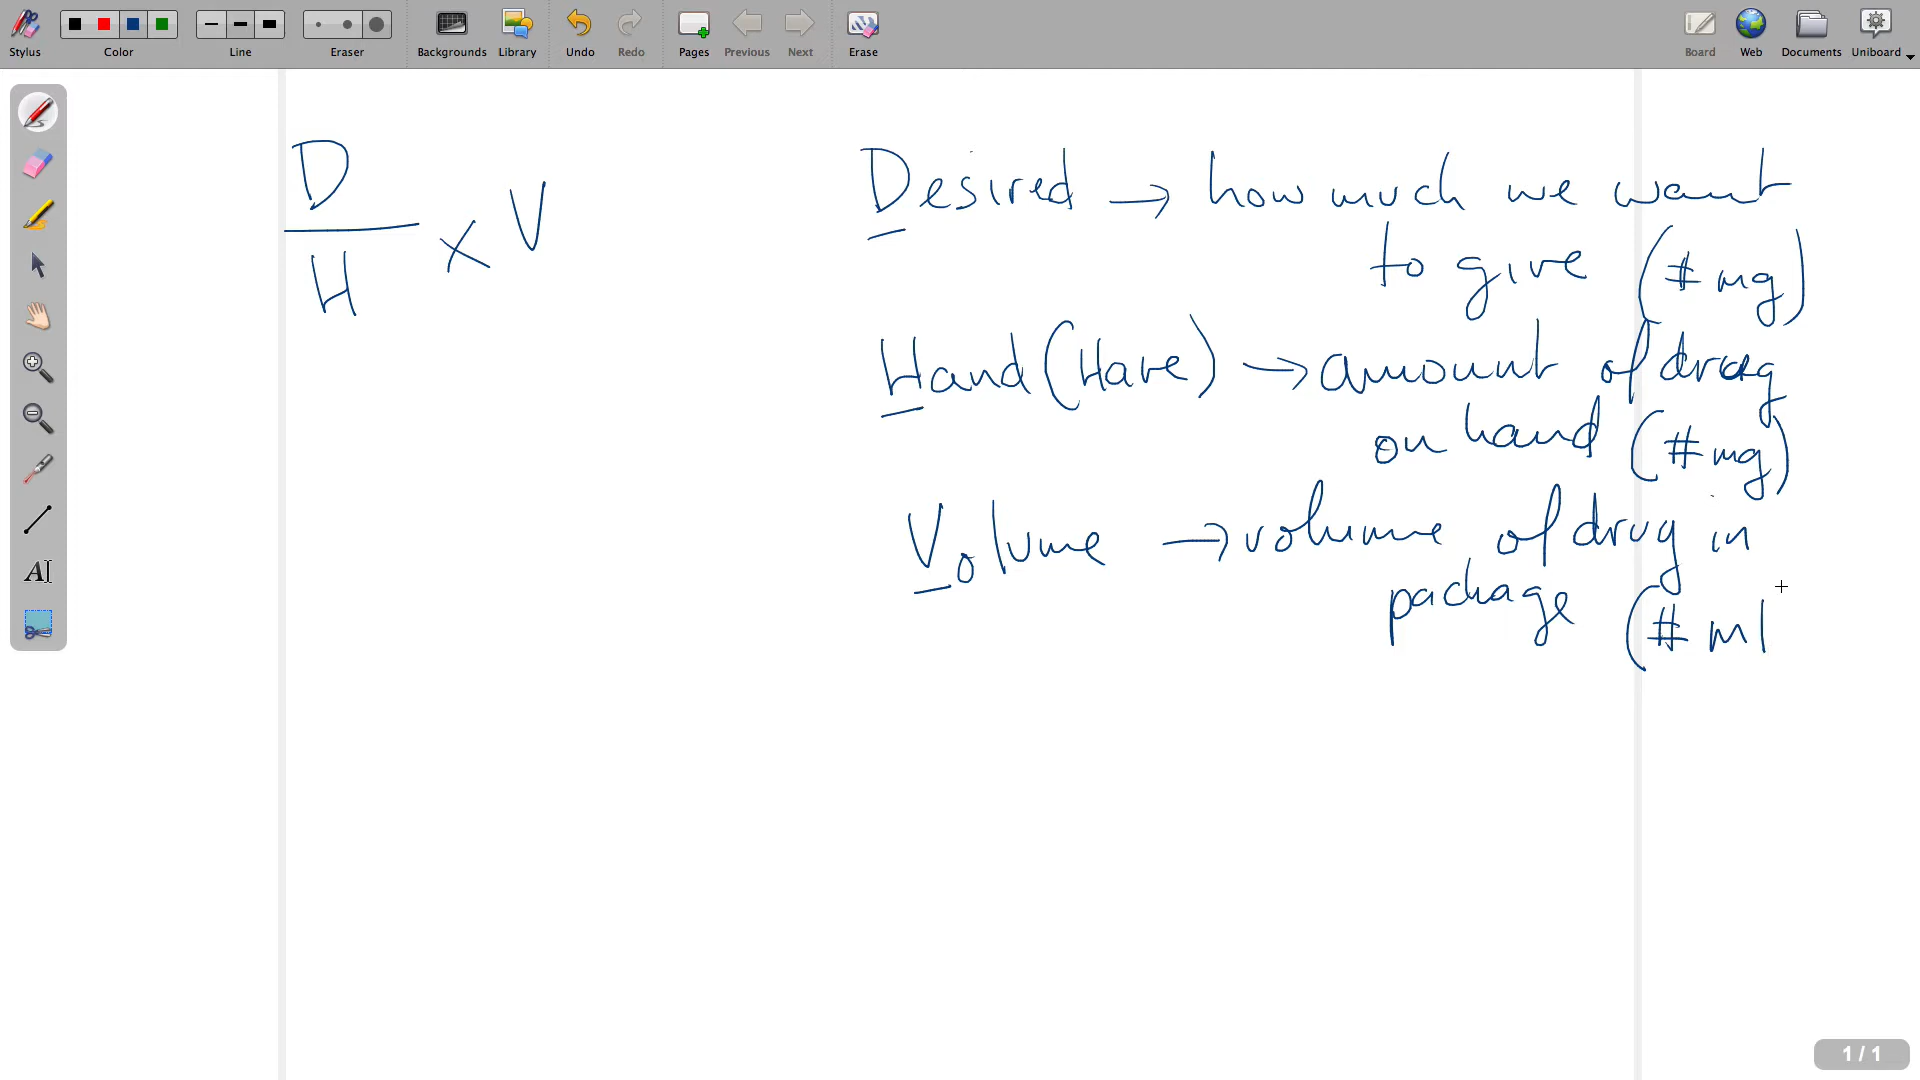 Stylus Color Line Eraser Backgrounds Library Undo Redo Pages Previous Next Erase Board Web Documents Uniboard
D
H
× V
Desired → how much we want
to give (# mg)
Hand (Have) → amount of drug
on hand (# mg)
Volume → volume of drug in
package (# ml
1 / 1